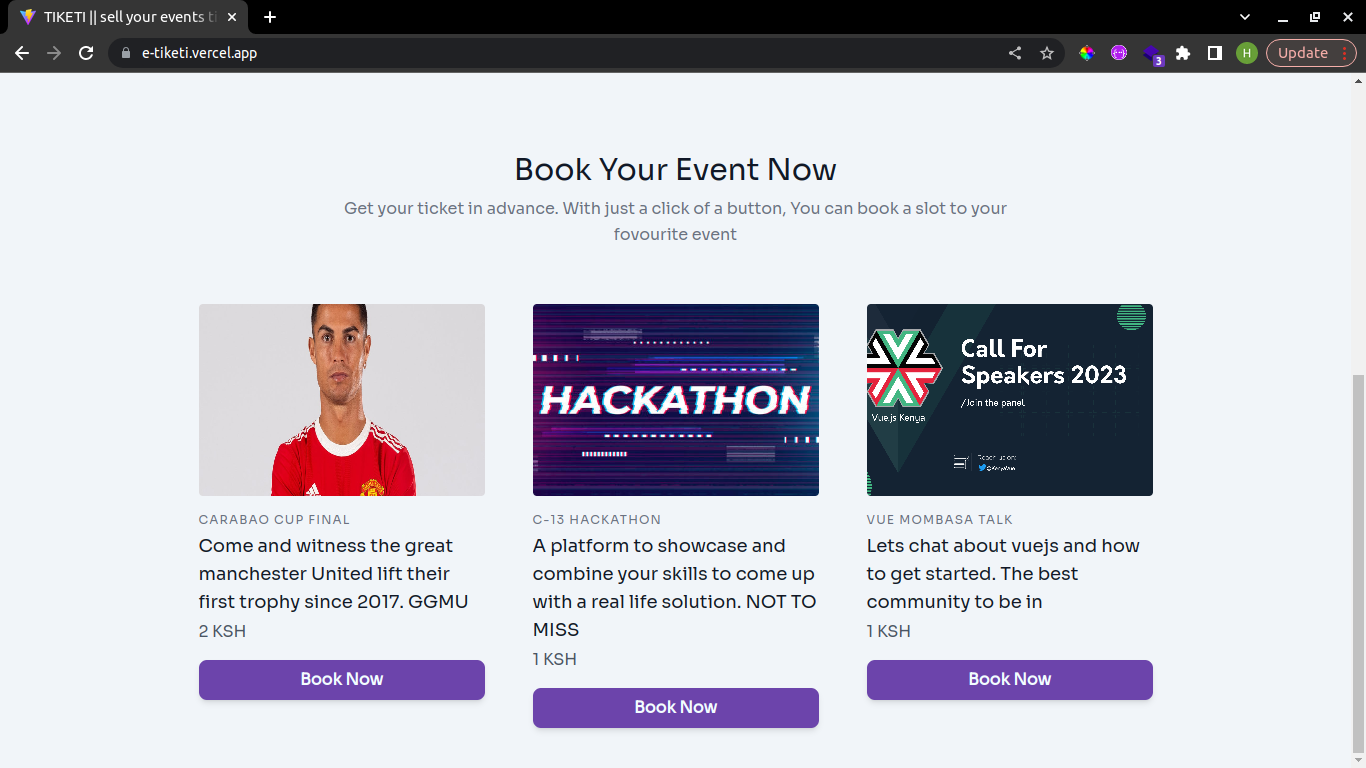 TIKETI || sell your events ti
e-tiketi.vercel.app
3
H
Update
Book Your Event Now
Get your ticket in advance. With just a click of a button, You can book a slot to your
fovourite event
HACKATHON
Call For
Speakers 2023
/Join the panel
Vue.js Kenya
CARABAO CUP FINAL
Come and witness the great
manchester United lift their
first trophy since 2017. GGMU
2 KSH
Book Now
C-13 HACKATHON
A platform to showcase and
combine your skills to come up
with a real life solution. NOT TO
MISS
1 KSH
Book Now
VUE MOMBASA TALK
Lets chat about vuejs and how
to get started. The best
community to be in
1 KSH
Book Now